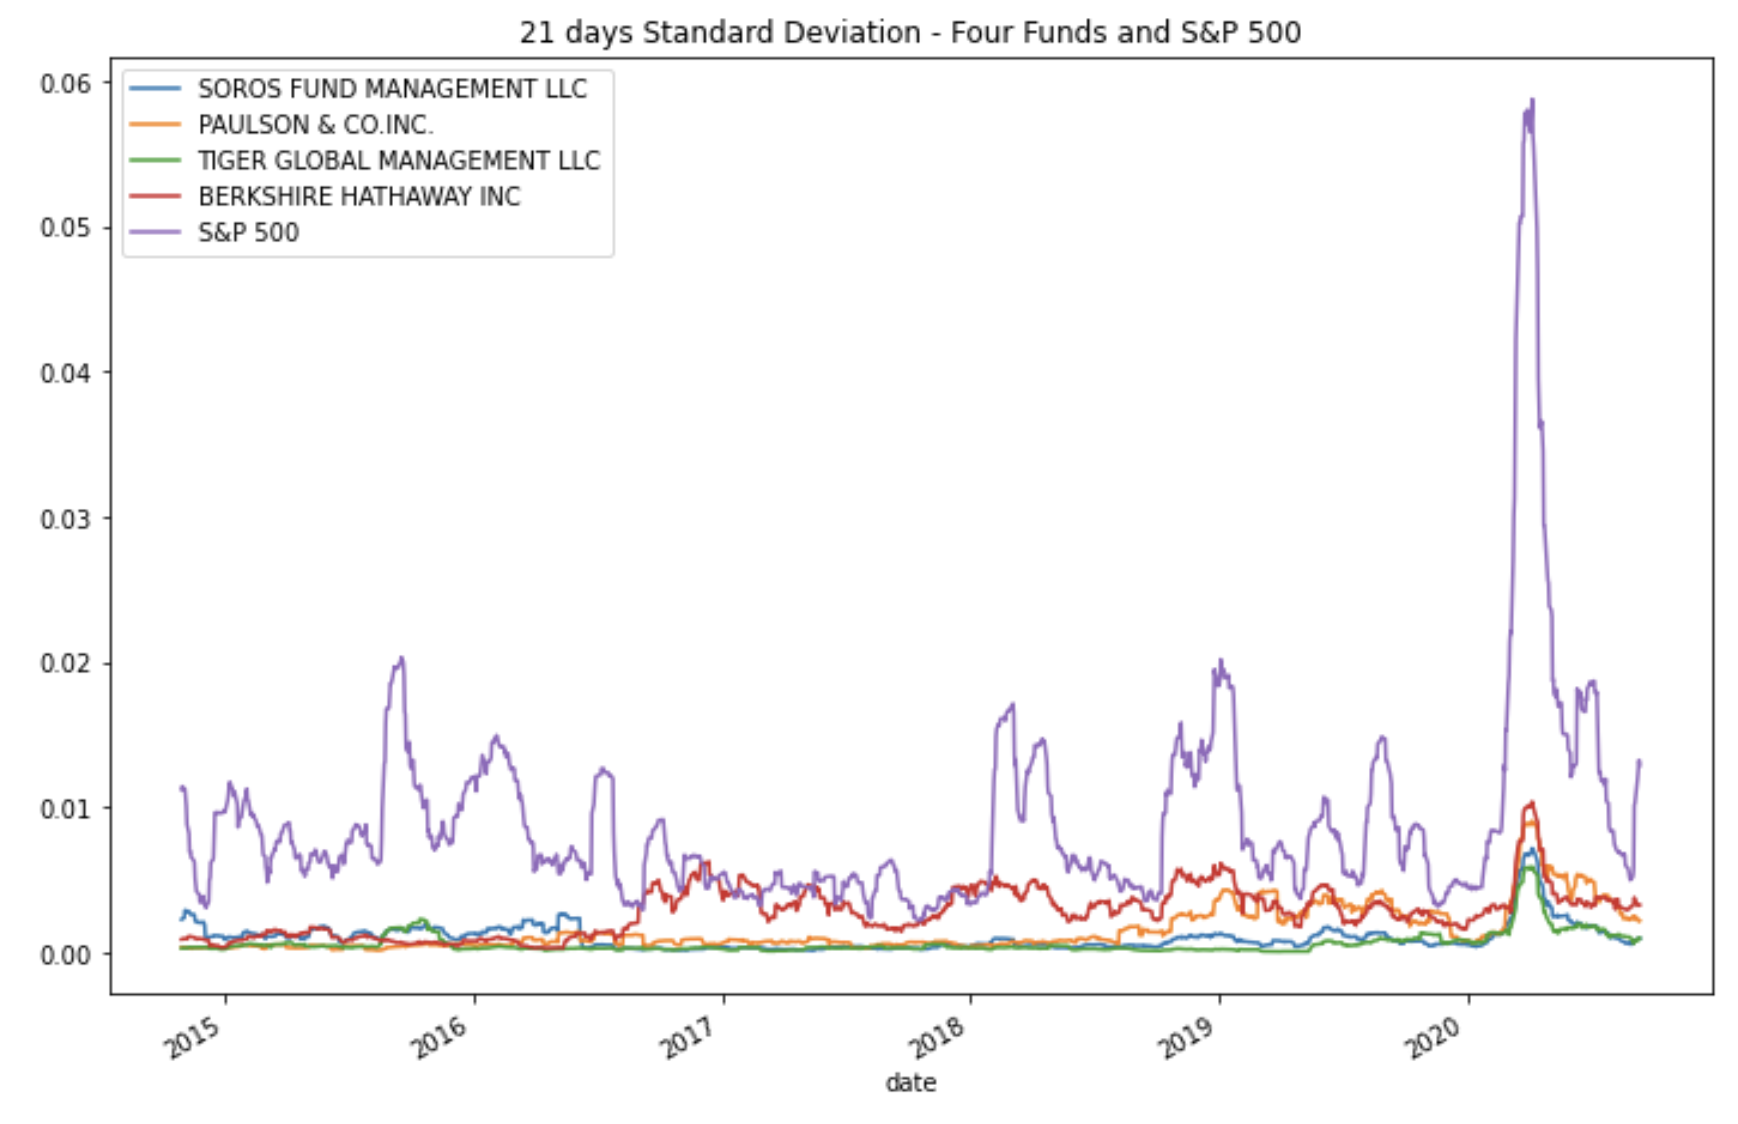 21 days Standard Deviation - Four Funds and S&P 500
0.06
SOROS FUND MANAGEMENT LLC
PAULSON & CO.INC.
TIGER GLOBAL MANAGEMENT LLC
BERKSHIRE HATHAWAY INC
S&P 500
0.05
0.04
0.03
0.02
0.01
0.00
2015
2016
2017
2018
2019
2020
date